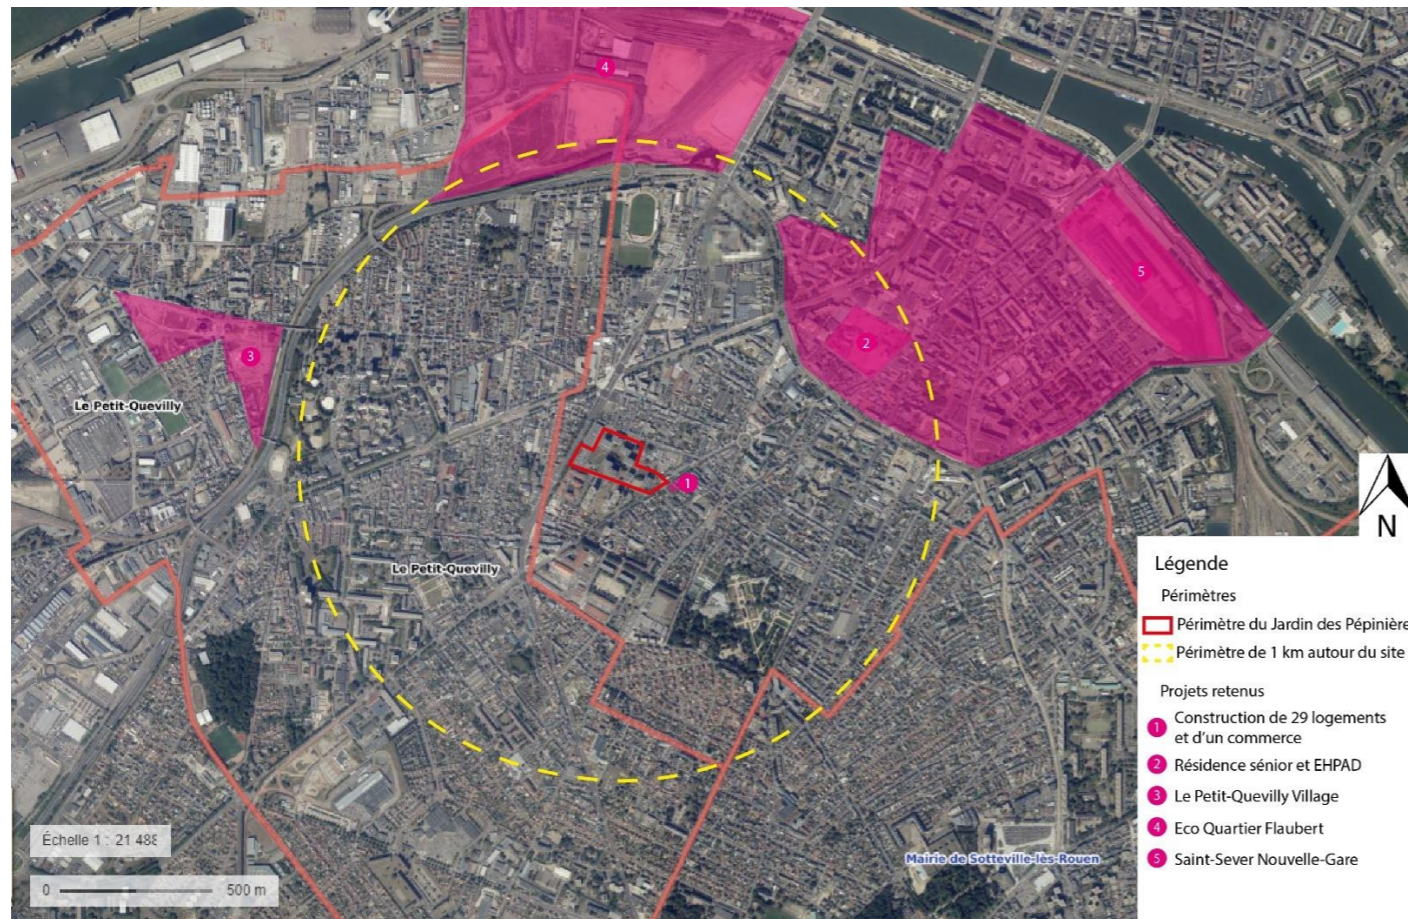 4
5
2
3
Le Petit-Quevilly
1
Le Petit-Quevilly
N
Légende
Périmètres
Périmètre du Jardin des Pépinière
Périmètre de 1 km autour du site
Projets retenus
1 Construction de 29 logements
et d'un commerce
2 Résidence sénior et EHPAD
3 Le Petit-Quevilly Village
4 Eco Quartier Flaubert
5 Saint-Sever Nouvelle-Gare
Échelle 1 : 21 488
Mairie de Sotteville-lès-Rouen
0 500 m